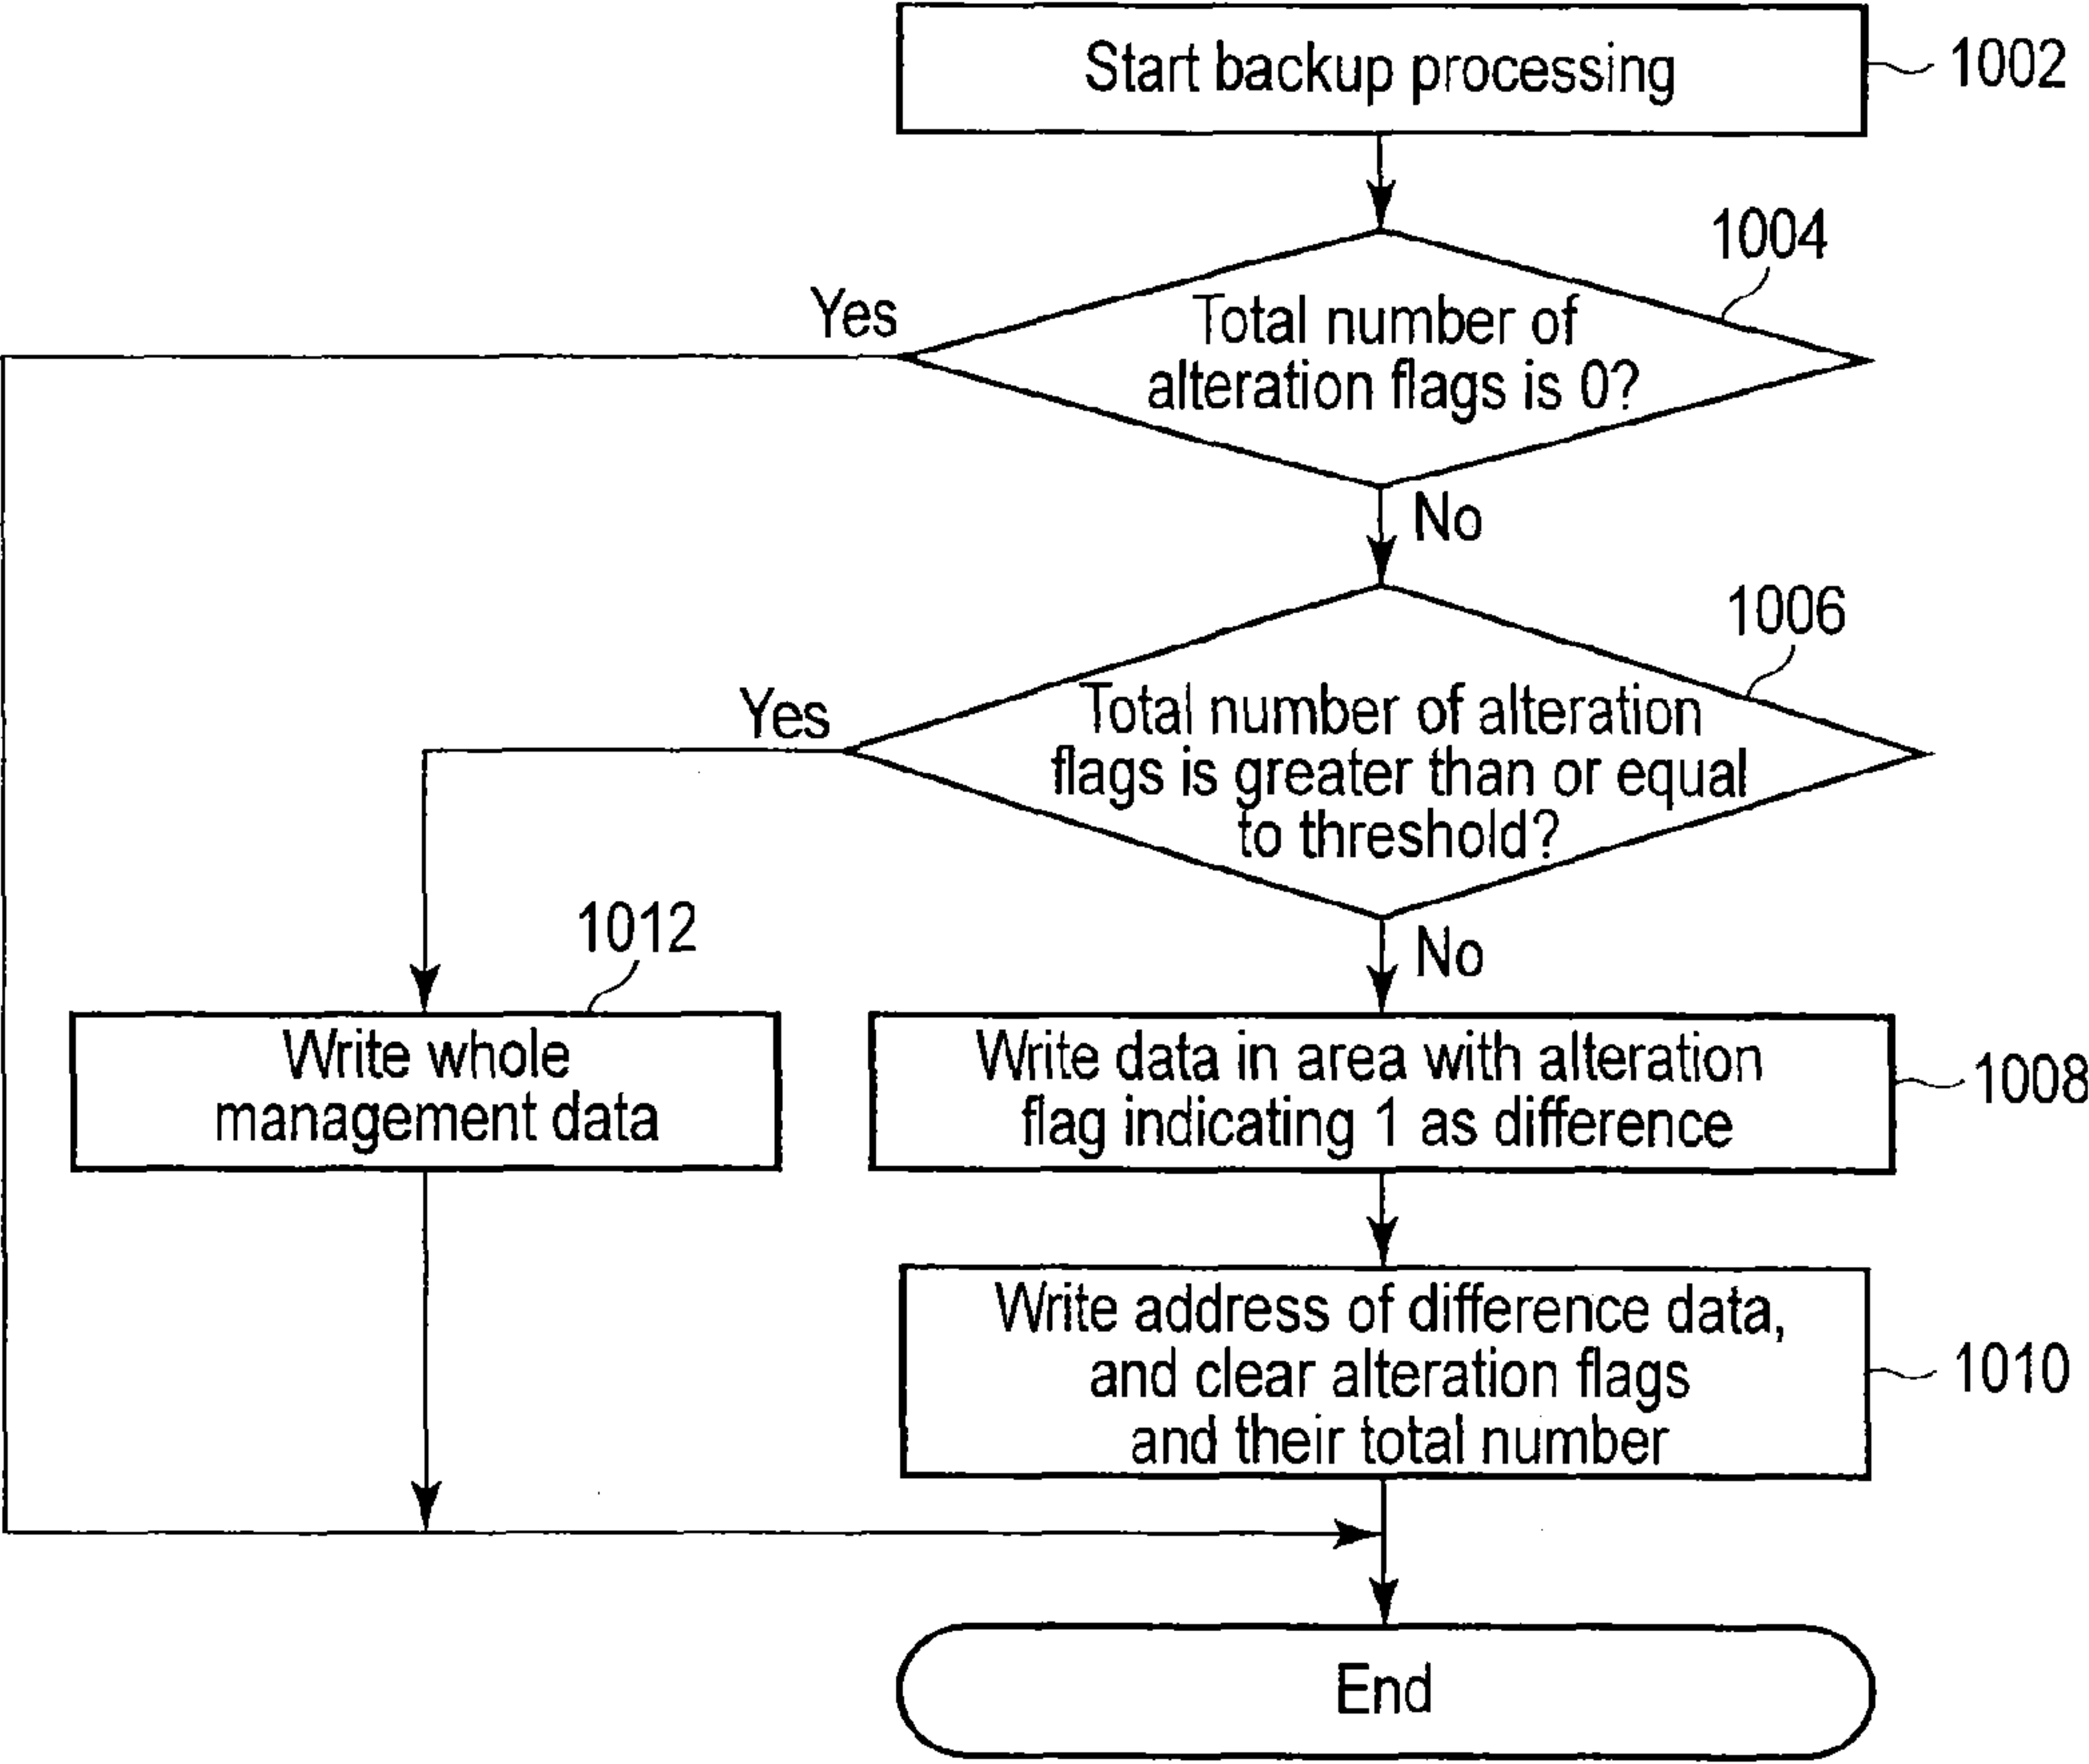 Start backup processing
1002
1004
Yes
Total number of
alteration flags is 0?
No
1006
Yes
Total number of alteration
flags is greater than or equal
to threshold?
1012
No
Write whole
management data
Write data in area with alteration
flag indicating 1 as difference
1008
Write address of difference data,
and clear alteration flags
and their total number
1010
End